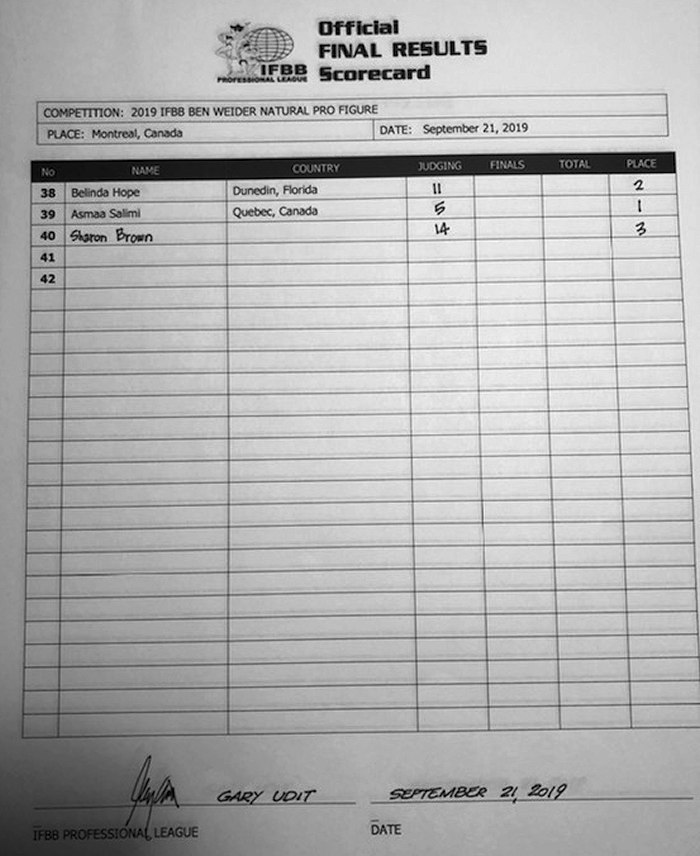 Official
FINAL RESULTS
Scorecard
IFBB
PROFESSIONAL LEAGUE
COMPETITION: 2019 IFBB BEN WEIDER NATURAL PRO FIGURE
PLACE: Montreal, Canada DATE: September 21, 2019
No NAME COUNTRY JUDGING FINALS TOTAL PLACE
38 Belinda Hope Dunedin, Florida 11 2
39 Asmaa Salimi Quebec, Canada 5 1
40 Sharon Brown 14 3
41
42
GARY UDIT SEPTEMBER 21, 2019
IFBB PROFESSIONAL LEAGUE DATE